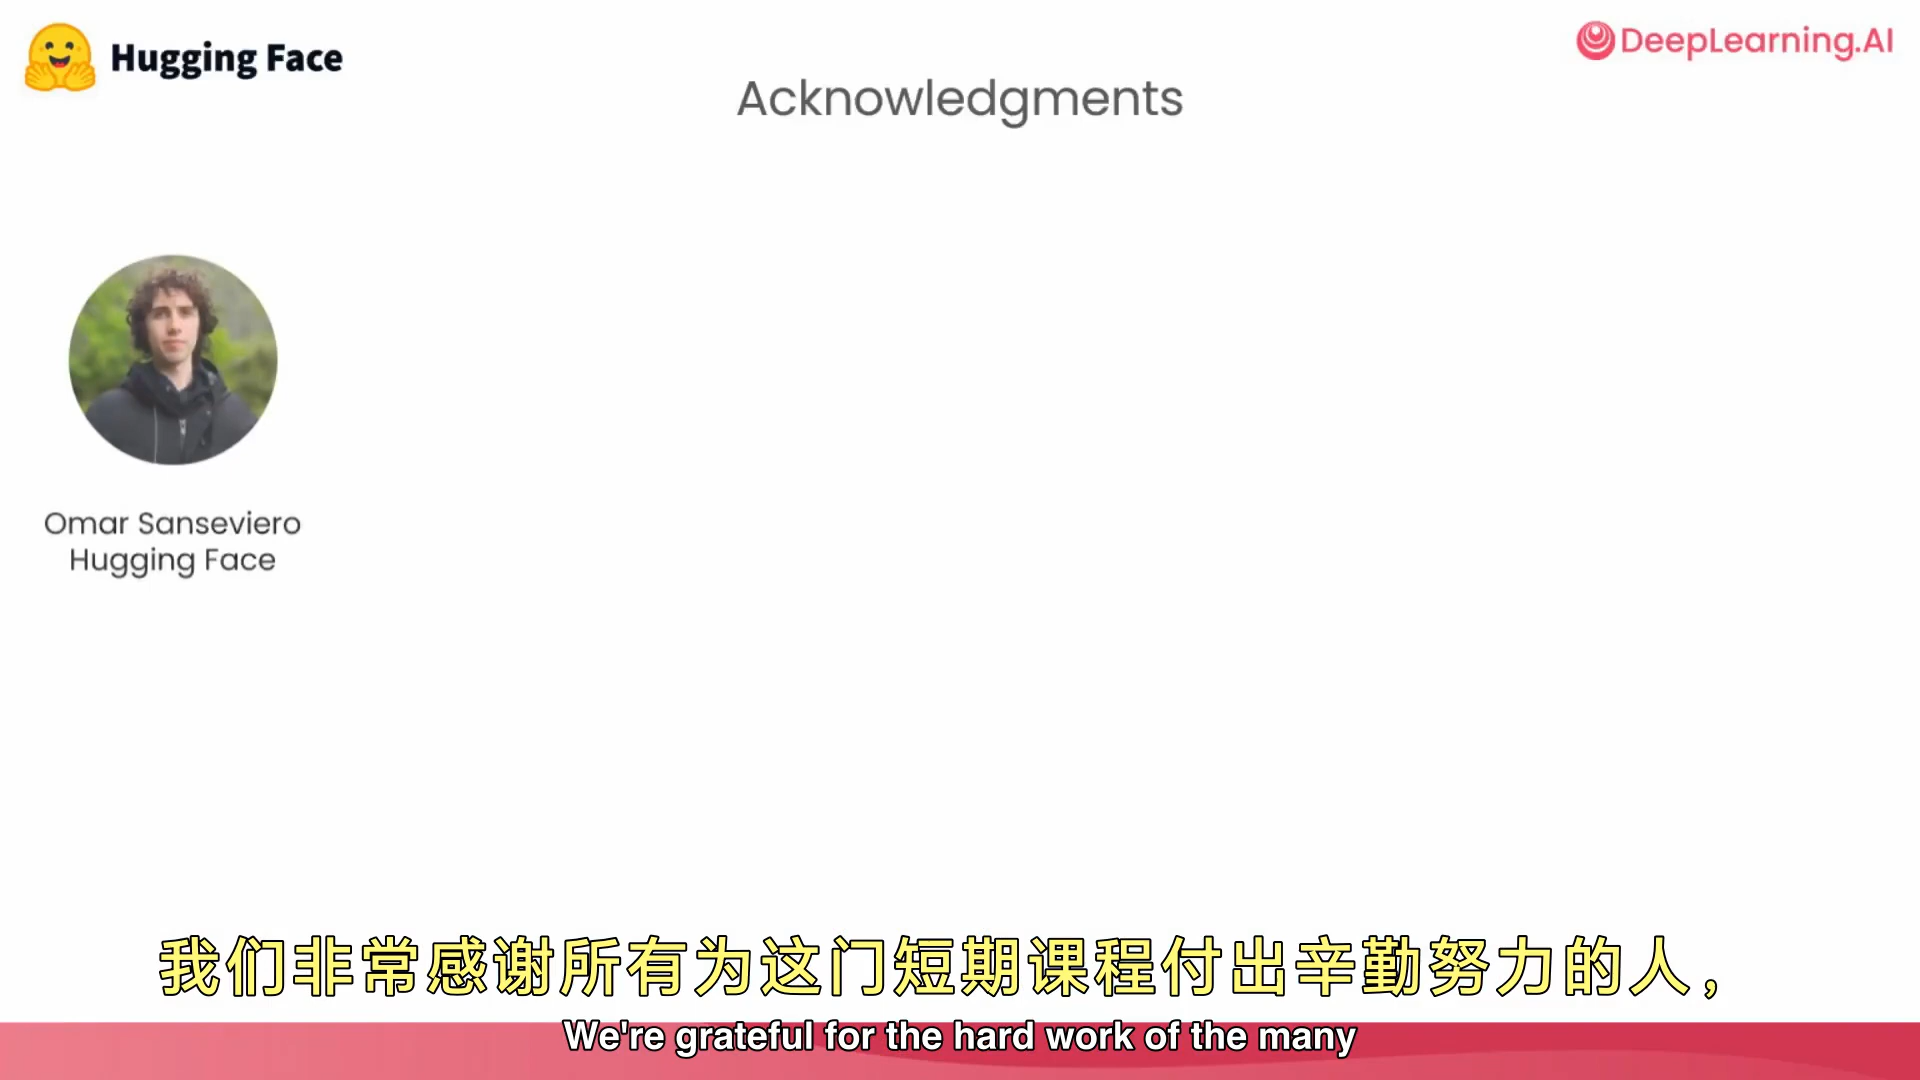 Hugging Face
DeepLearning.AI
Acknowledgments
Omar Sanseviero
Hugging Face
我们非常感谢所有为这门短期课程付出辛勤努力的人，
We're grateful for the hard work of the many